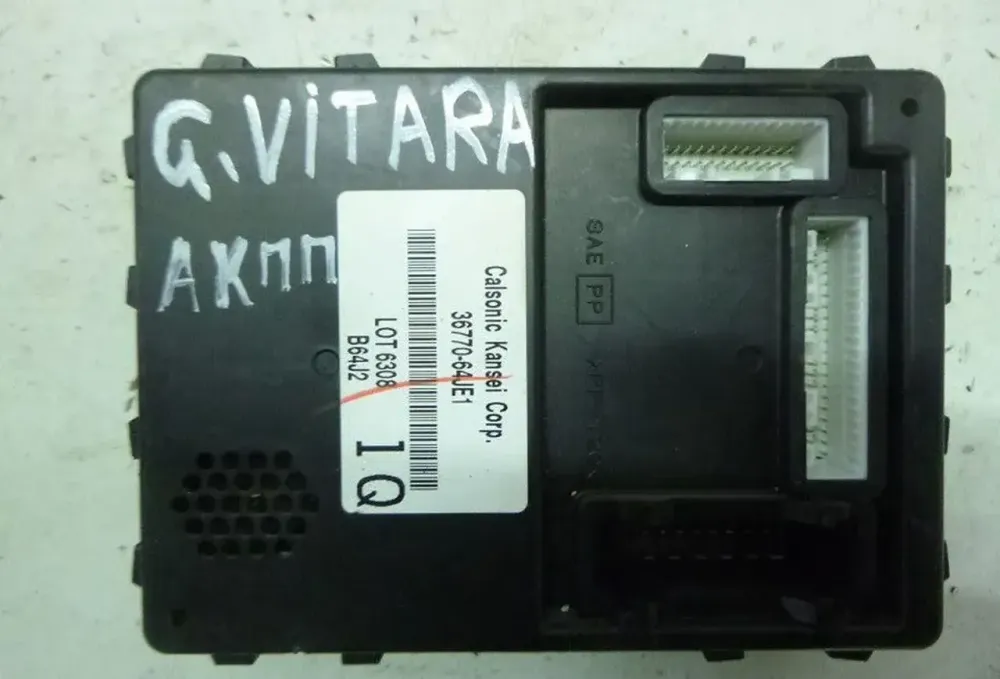 G.ViTARA
АКПП
Calsonic Kansei Corp.
36770-64JE1
LOT 6308
B64J2
1Q
SAE PP